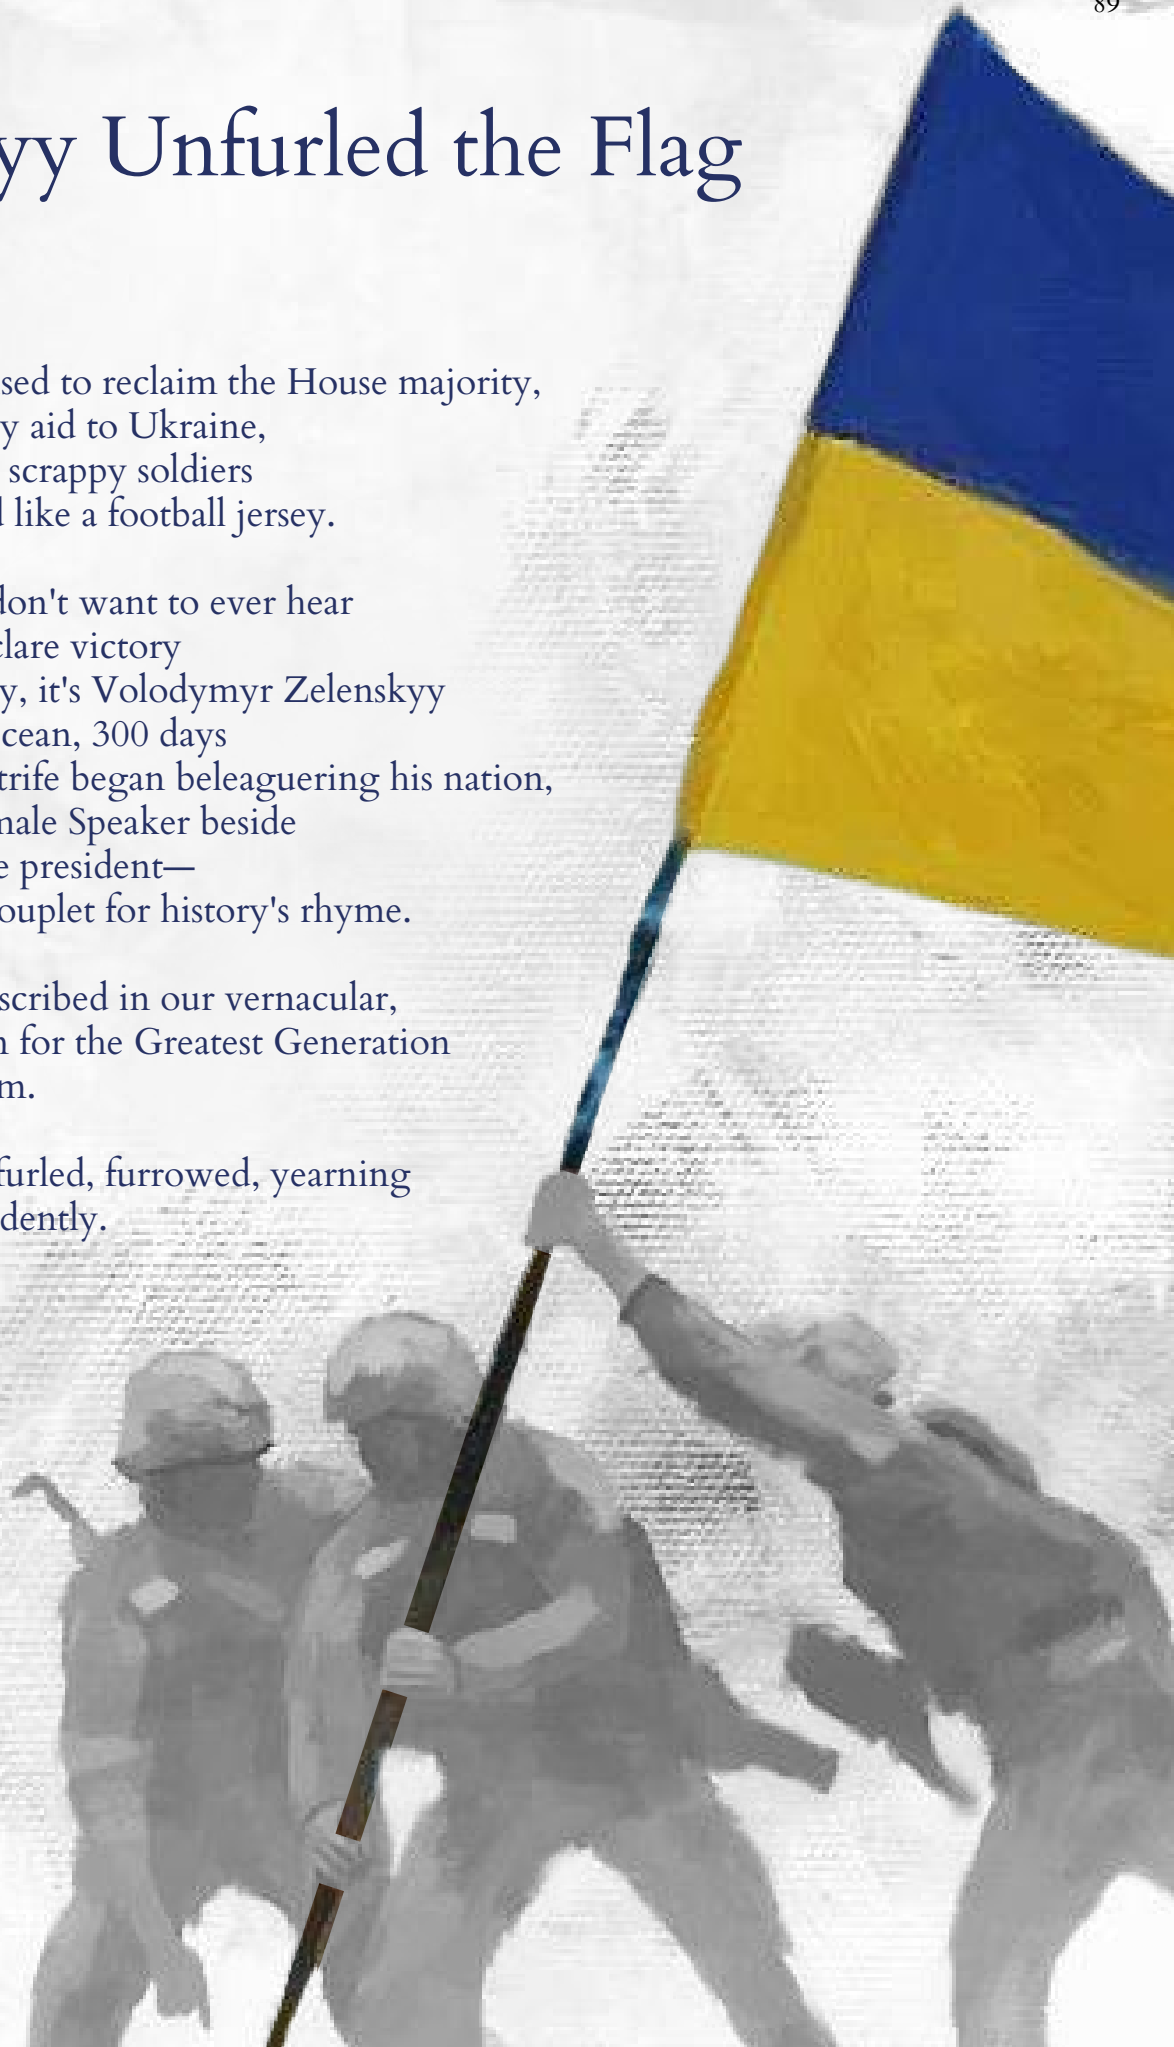 89
yy Unfurled the Flag
sed to reclaim the House majority,
y aid to Ukraine,
scrappy soldiers
d like a football jersey.
don't want to ever hear
clare victory
y, it's Volodymyr Zelenskyy
cean, 300 days
trife began beleaguering his nation,
male Speaker beside
e president—
ouplet for history's rhyme.
scribed in our vernacular,
n for the Greatest Generation
m.
furled, furrowed, yearning
dently.